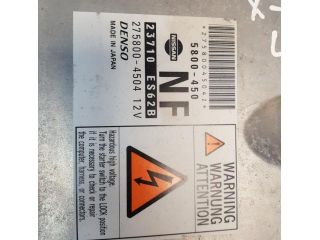 NISSAN
NF
5800-450
*2758004504Z*
23710 ES62B
275800-4504 12V
DENSO
MADE IN JAPAN
WARNING
WARNUNG
ATTENTION
Hazardous high voltage.
Turn the starter switch to the LOCK position
if it is necessary to check or repair
the computer, harness, or connectors.